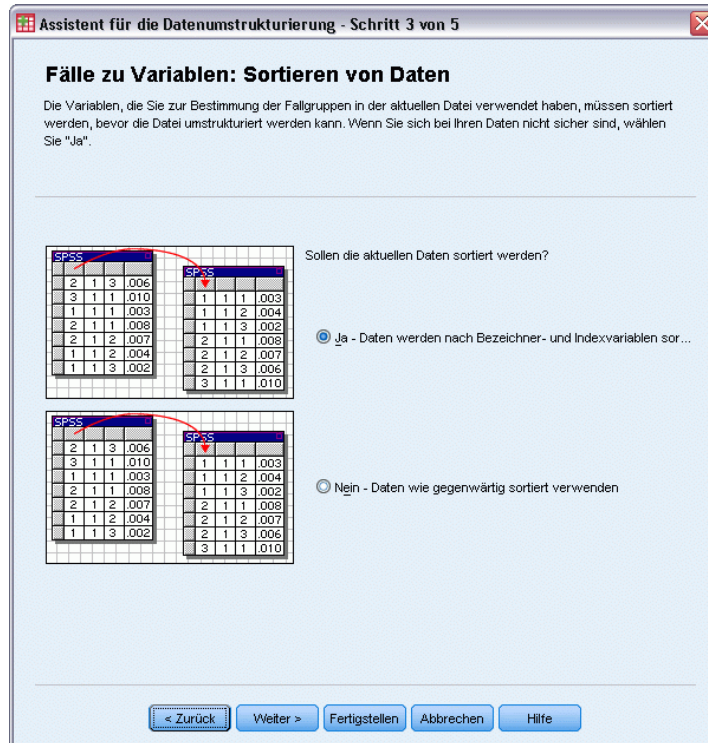 Assistent für die Datenumstrukturierung - Schritt 3 von 5
Fälle zu Variablen: Sortieren von Daten
Die Variablen, die Sie zur Bestimmung der Fallgruppen in der aktuellen Datei verwendet haben, müssen sortiert
werden, bevor die Datei umstrukturiert werden kann. Wenn Sie sich bei Ihren Daten nicht sicher sind, wählen
Sie "Ja".
Sollen die aktuellen Daten sortiert werden?
SPSS
2 1 3 .006
3 1 1 .010
1 1 1 .003
2 1 1 .008
2 1 2 .007
1 1 2 .004
1 1 3 .002
SPSS
1 1 1 .003
1 1 2 .004
1 1 3 .002
2 1 1 .008
2 1 2 .007
2 1 3 .006
3 1 1 .010
Ja - Daten werden nach Bezeichner- und Indexvariablen sor...
SPSS
2 1 3 .006
3 1 1 .010
1 1 1 .003
2 1 1 .008
2 1 2 .007
1 1 2 .004
1 1 3 .002
SPSS
1 1 1 .003
1 1 2 .004
1 1 3 .002
2 1 1 .008
2 1 2 .007
2 1 3 .006
3 1 1 .010
Nein - Daten wie gegenwärtig sortiert verwenden
< Zurück
Weiter >
Fertigstellen
Abbrechen
Hilfe